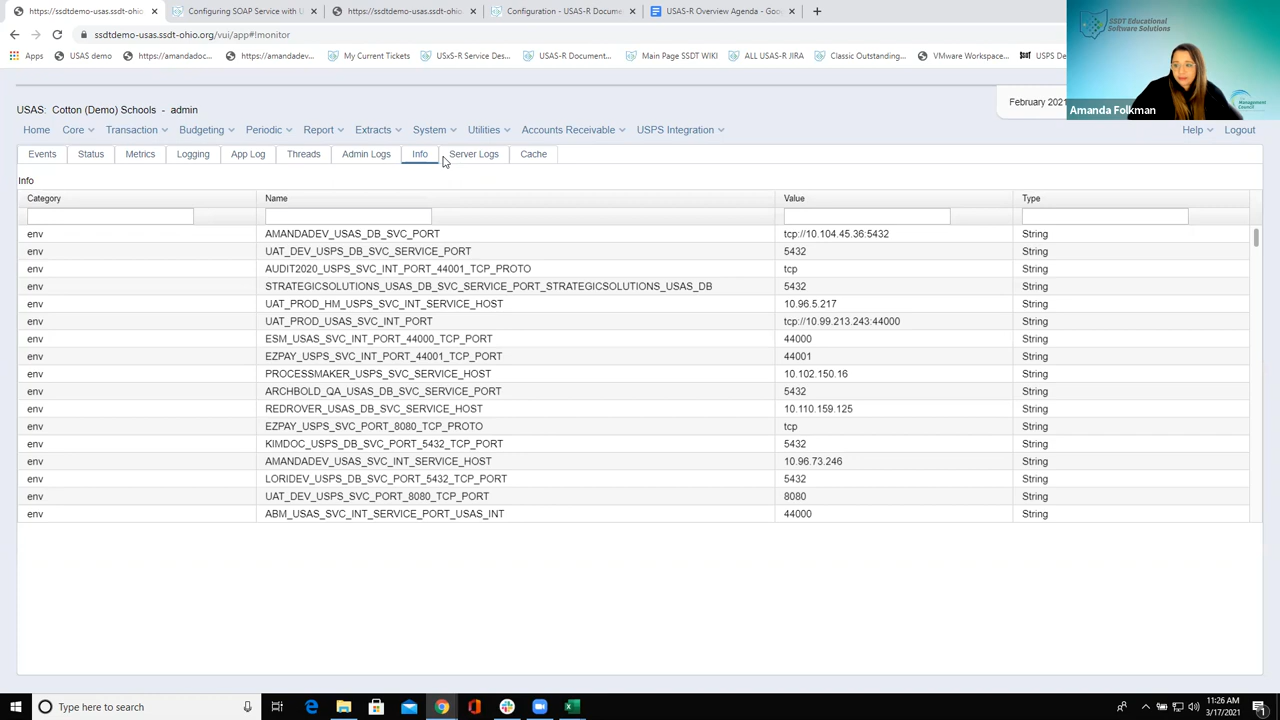 https://ssdtdemo-usas.ssdt-ohio
Configuring SOAP Service with U
https://ssdtdemo-usas.ssdt-ohio
Configuration - USAS-R Docume
USAS-R Overview Agenda - Goo
ssdtdemo-usas.ssdt-ohio.org/vui/app#!monitor
Apps
USAS demo
https://amandadoc...
https://amandadev...
My Current Tickets
USxS-R Service Des...
USAS-R Document...
Main Page SSDT WIKI
ALL USAS-R JIRA
Classic Outstanding...
VMware Workspace...
USPS De
SSDT Educational
Software Solutions
Management
Council
Amanda Folkman
USAS: Cotton (Demo) Schools - admin
February 2021
Home Core Transaction Budgeting Periodic Report Extracts System Utilities Accounts Receivable USPS Integration Help Logout
Events Status Metrics Logging App Log Threads Admin Logs Info Server Logs Cache
Info
Category Name Value Type
env AMANDADEV_USAS_DB_SVC_PORT tcp://10.104.45.36:5432 String
env UAT_DEV_USPS_DB_SVC_SERVICE_PORT 5432 String
env AUDIT2020_USPS_SVC_INT_PORT_44001_TCP_PROTO tcp String
env STRATEGICSOLUTIONS_USAS_DB_SVC_SERVICE_PORT_STRATEGICSOLUTIONS_USAS_DB 5432 String
env UAT_PROD_HM_USPS_SVC_INT_SERVICE_HOST 10.96.5.217 String
env UAT_PROD_USAS_SVC_INT_PORT tcp://10.99.213.243:44000 String
env ESM_USAS_SVC_INT_PORT_44000_TCP_PORT 44000 String
env EZPAY_USPS_SVC_INT_PORT_44001_TCP_PORT 44001 String
env PROCESSMAKER_USPS_SVC_SERVICE_HOST 10.102.150.16 String
env ARCHBOLD_QA_USAS_DB_SVC_SERVICE_PORT 5432 String
env REDROVER_USAS_DB_SVC_SERVICE_HOST 10.110.159.125 String
env EZPAY_USPS_SVC_PORT_8080_TCP_PROTO tcp String
env KIMDOC_USPS_DB_SVC_PORT_5432_TCP_PORT 5432 String
env AMANDADEV_USAS_SVC_INT_SERVICE_HOST 10.96.73.246 String
env LORIDEV_USPS_DB_SVC_PORT_5432_TCP_PORT 5432 String
env UAT_DEV_USPS_SVC_PORT_8080_TCP_PORT 8080 String
env ABM_USAS_SVC_INT_SERVICE_PORT_USAS_INT 44000 String
Type here to search
11:26 AM
3/17/2021
1